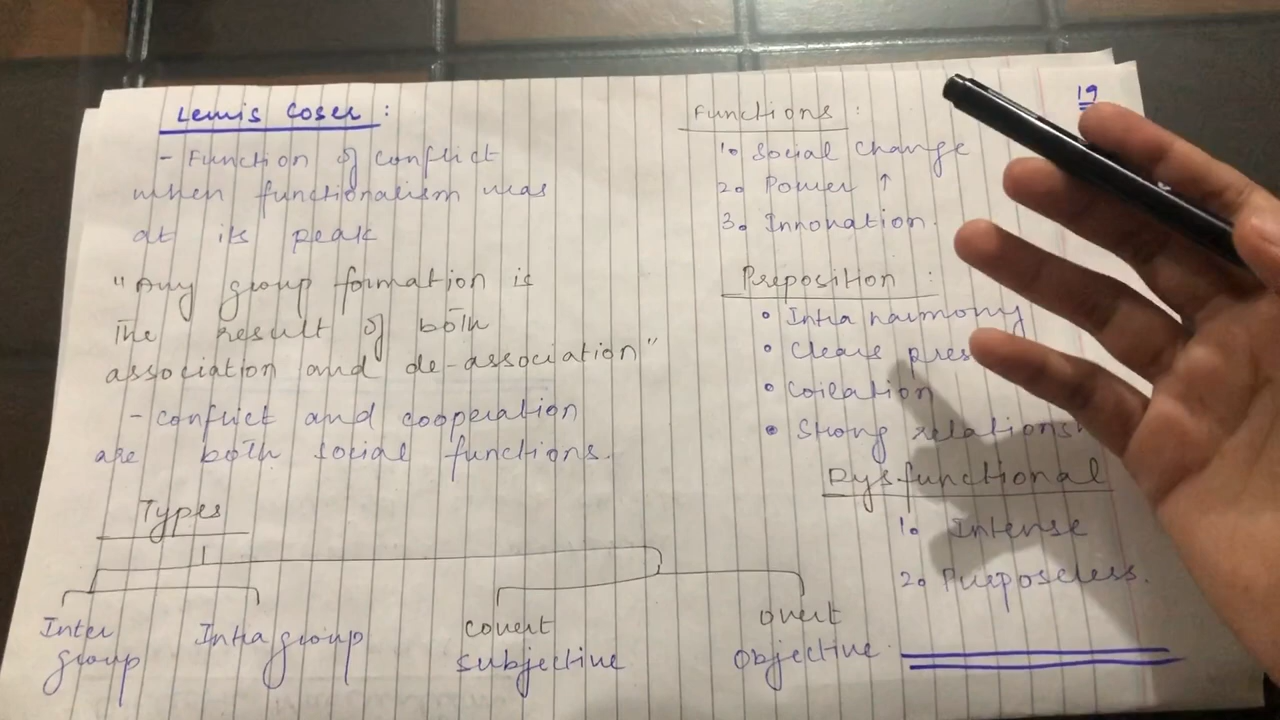 Lewis Coser :
- Function of conflict
when functionalism was
at its peak
"Any group formation is
the result of both
association and de-association"
- conflict and cooperation
are both social functions.
Types
Inter group
Intra group
covert subjective
overt objective
19
Functions :
1. Social change
2. Power ↑
3. Innovation.
Preposition :
• Intra harmony
• Cleave pres
• Coileation
• Strong relationsh
Dysfunctional
1. Intense
2. Purposeless.